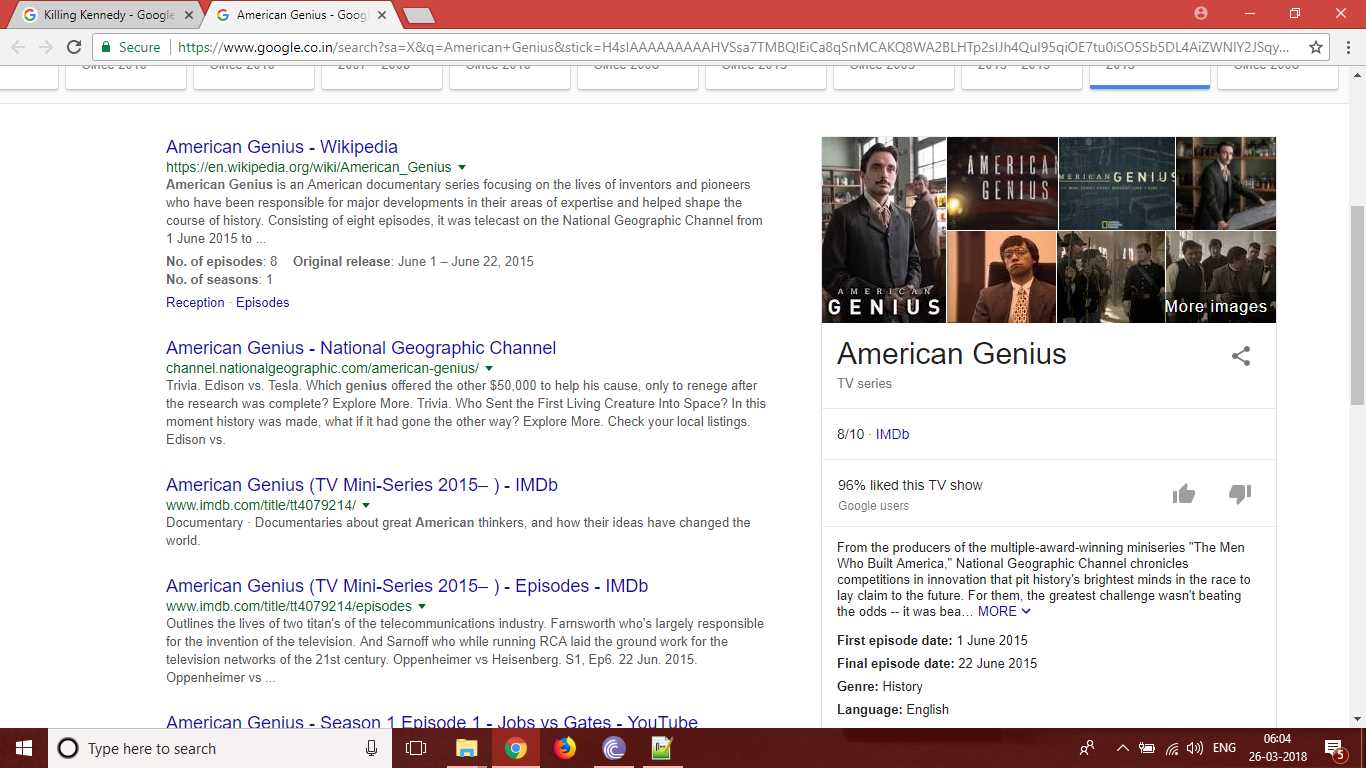 Killing Kennedy - Google
American Genius - Goog
Secure
https://www.google.co.in/search?sa=X&q=American+Genius&stick=H4sIAAAAAAAAAHVSsa7TMBQIEiCa8qSnMCAKQ8WA2BLHTp2sIJh4QuI95qiOE7tu0iSO5Sb5DL4AiZWNIY2JSqy...
American Genius - Wikipedia
https://en.wikipedia.org/wiki/American_Genius
American Genius is an American documentary series focusing on the lives of inventors and pioneers
who have been responsible for major developments in their areas of expertise and helped shape the
course of history. Consisting of eight episodes, it was telecast on the National Geographic Channel from
1 June 2015 to ...
No. of episodes: 8 Original release: June 1 – June 22, 2015
No. of seasons: 1
Reception · Episodes
American Genius - National Geographic Channel
channel.nationalgeographic.com/american-genius/
Trivia. Edison vs. Tesla. Which genius offered the other $50,000 to help his cause, only to renege after
the research was complete? Explore More. Trivia. Who Sent the First Living Creature Into Space? In this
moment history was made, what if it had gone the other way? Explore More. Check your local listings.
Edison vs.
American Genius (TV Mini-Series 2015– ) - IMDb
www.imdb.com/title/tt4079214/
Documentary · Documentaries about great American thinkers, and how their ideas have changed the
world.
American Genius (TV Mini-Series 2015– ) - Episodes - IMDb
www.imdb.com/title/tt4079214/episodes
Outlines the lives of two titan's of the telecommunications industry. Farnsworth who's largely responsible
for the invention of the television. And Sarnoff who while running RCA laid the ground work for the
television networks of the 21st century. Oppenheimer vs Heisenberg. S1, Ep6. 22 Jun. 2015.
Oppenheimer vs ...
American Genius - Season 1 Episode 1 - Jobs vs Gates - YouTube
AMERICAN
GENIUS
AMERICAN
GENIUS
MERICAN GENIUS
More images
American Genius
TV series
8/10 · IMDb
96% liked this TV show
Google users
From the producers of the multiple-award-winning miniseries "The Men
Who Built America," National Geographic Channel chronicles
competitions in innovation that pit history's brightest minds in the race to
lay claim to the future. For them, the greatest challenge wasn't beating
the odds -- it was bea... MORE
First episode date: 1 June 2015
Final episode date: 22 June 2015
Genre: History
Language: English
Type here to search
ENG
06:04
26-03-2018
5